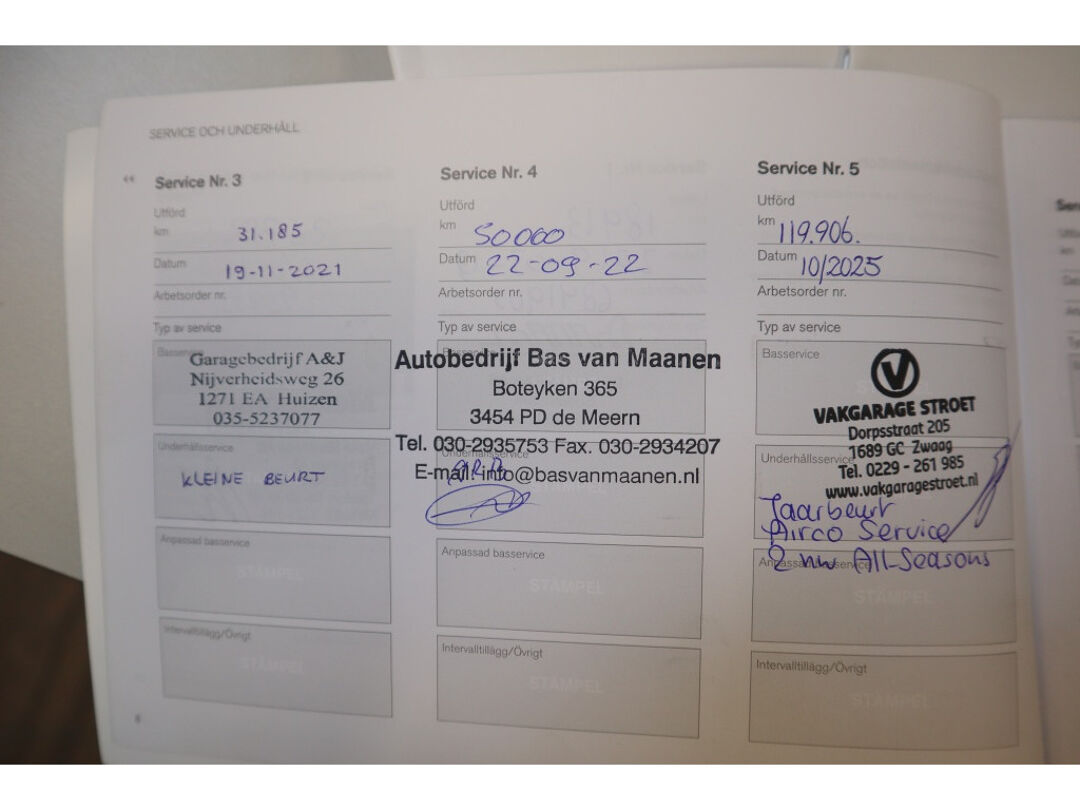 SERVICE OCH UNDERHÅLL
Service Nr. 3
Utförd
km 31.185
Datum 19-11-2021
Arbetsorder nr.
Typ av service
Basservice
Garagebedrijf A&J
Nijverheidsweg 26
1271 EA Huizen
035-5237077
Underhållsservice
KLEINE BEURT
Anpassad basservice
STÄMPEL
Intervalltillägg/Övrigt
STÄMPEL
6
Service Nr. 4
Utförd
km 50000
Datum 22-09-22
Arbetsorder nr.
Typ av service
Autobedrijf Bas van Maanen
Boteyken 365
3454 PD de Meern
Tel. 030-2935753 Fax. 030-2934207
Underhållsservice
E-mail: info@basvanmaanen.nl
Anpassad basservice
STÄMPEL
Intervalltillägg/Övrigt
STÄMPEL
Service Nr. 5
Utförd
km 119.906.
Datum 10/2025
Arbetsorder nr.
Typ av service
Basservice
V
VAKGARAGE STROET
Dorpsstraat 205
1689 GC Zwaag
Underhållsservice
Tel. 0229 - 261 985
www.vakgaragestroet.nl
Jaarbeurt
Airco Service
Anpassad basservice
2 nw All-Seasons
STÄMPEL
Intervalltillägg/Övrigt
STÄMPEL